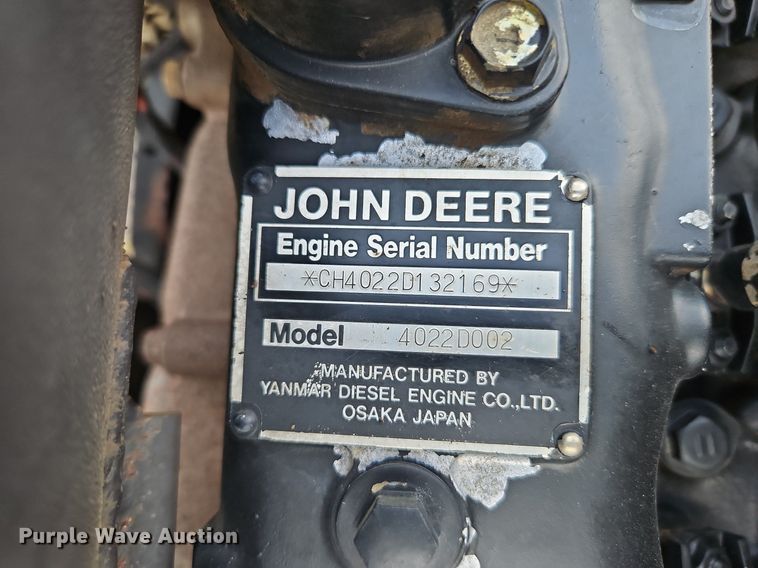 JOHN DEERE
Engine Serial Number
*CH4022D132169*
Model 4022D002
MANUFACTURED BY
YANMAR DIESEL ENGINE CO.,LTD.
OSAKA JAPAN
Purple Wave Auction